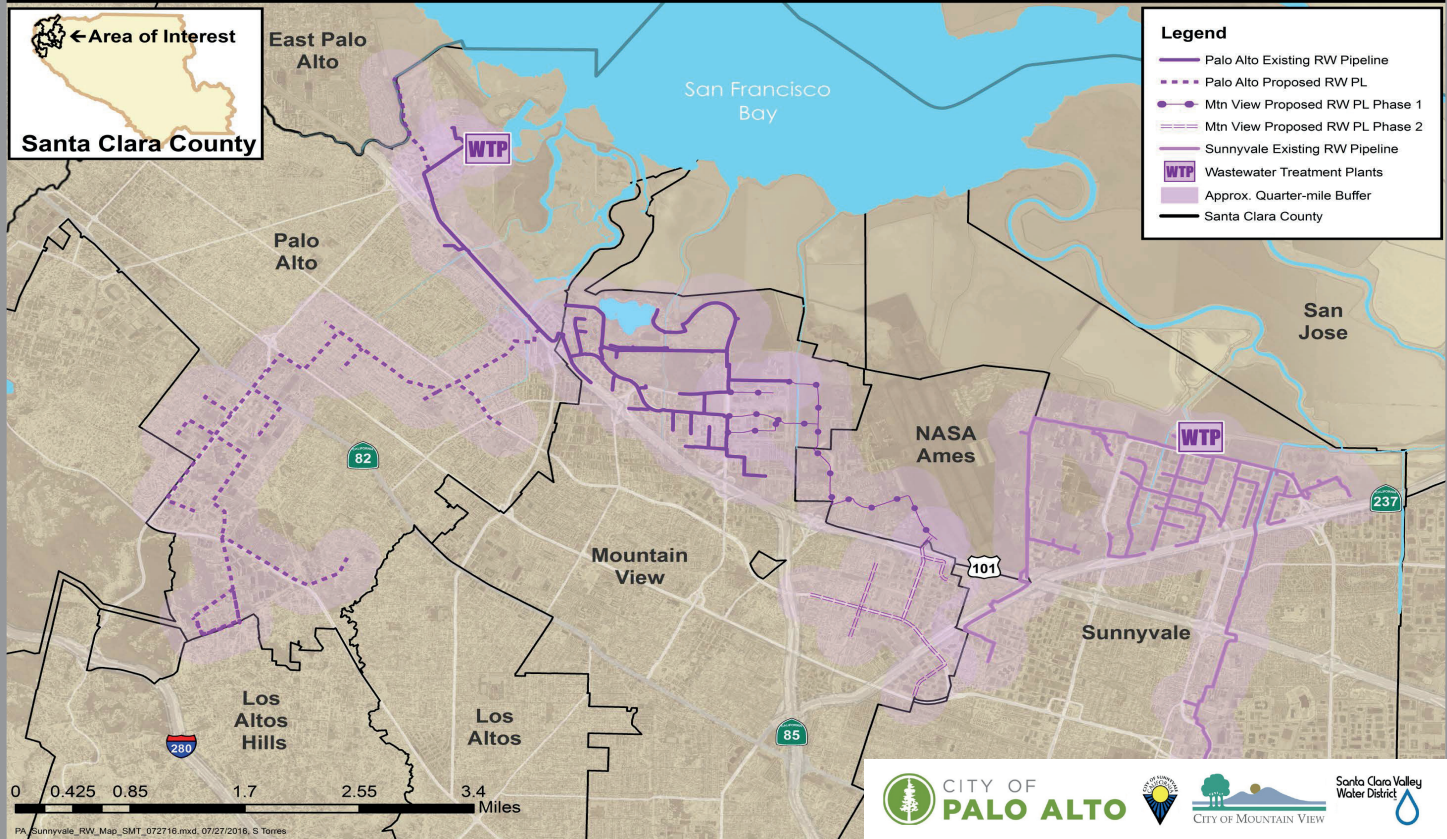 ←Area of Interest
Santa Clara County
East Palo
Alto
San Francisco
Bay
Legend
Palo Alto Existing RW Pipeline
Palo Alto Proposed RW PL
Mtn View Proposed RW PL Phase 1
Mtn View Proposed RW PL Phase 2
Sunnyvale Existing RW Pipeline
WTP Wastewater Treatment Plants
Approx. Quarter-mile Buffer
Santa Clara County
WTP
Palo
Alto
San
Jose
NASA
Ames
WTP
82
237
Mountain
View
101
Sunnyvale
Los
Altos
Hills
Los
Altos
280
85
0 0.425 0.85 1.7 2.55 3.4
Miles
PA_Sunnyvale_RW_Map_SMT_072716.mxd, 07/27/2016, S Torres
CITY OF
PALO ALTO
CITY OF SUNNYVALE
CALIFORNIA
CITY OF MOUNTAIN VIEW
Santa Clara Valley
Water District